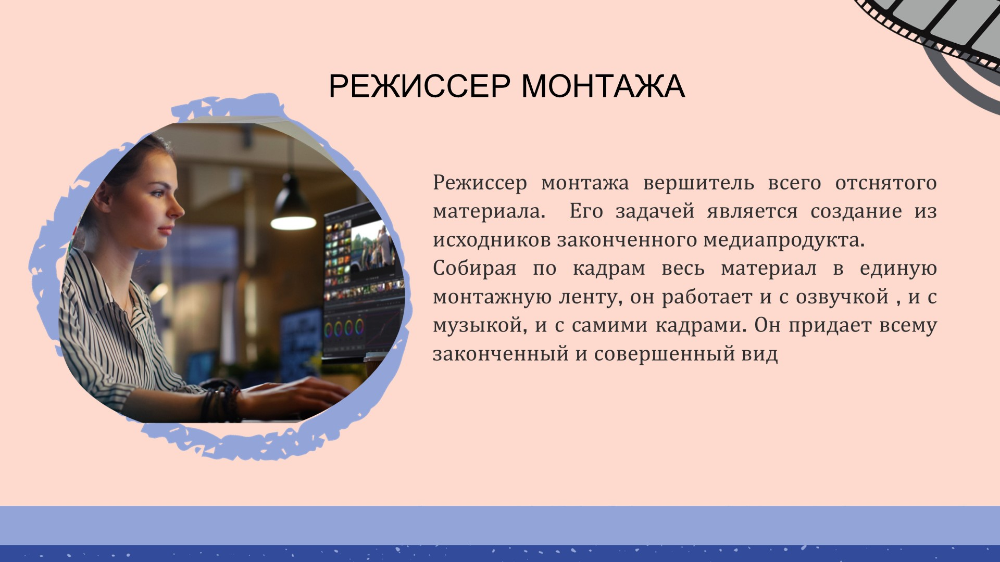 РЕЖИССЕР МОНТАЖА
Режиссер монтажа вершитель всего отснятого
материала. Его задачей является создание из
исходников законченного медиапродукта.
Собирая по кадрам весь материал в единую
монтажную ленту, он работает и с озвучкой , и с
музыкой, и с самими кадрами. Он придает всему
законченный и совершенный вид